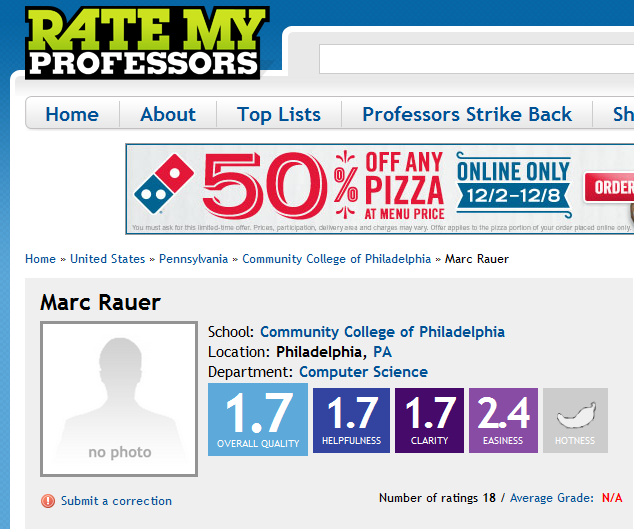 RATE MY
PROFESSORS
Home About Top Lists Professors Strike Back Sh
50% OFF ANY PIZZA AT MENU PRICE
ONLINE ONLY
12/2-12/8
ORDER
You must ask for this limited-time offer. Prices, participation, delivery area and charges may vary. Offer applies to the pizza portion of your order placed online only.
Home » United States » Pennsylvania » Community College of Philadelphia » Marc Rauer
Marc Rauer
no photo
School: Community College of Philadelphia
Location: Philadelphia, PA
Department: Computer Science
1.7 1.7 1.7 2.4
OVERALL QUALITY HELPFULNESS CLARITY EASINESS HOTNESS
Submit a correction
Number of ratings 18 / Average Grade: N/A